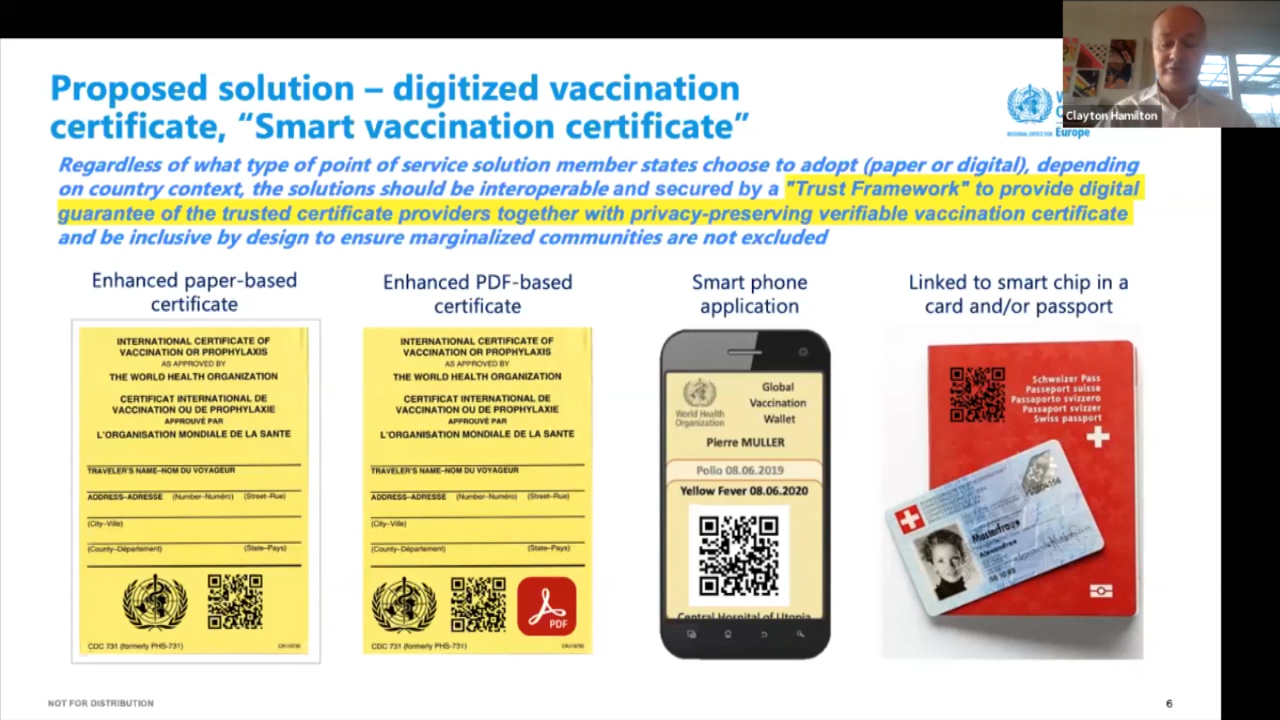 Proposed solution – digitized vaccination
certificate, “Smart vaccination certificate”
Europe
Clayton Hamilton
Regardless of what type of point of service solution member states choose to adopt (paper or digital), depending
on country context, the solutions should be interoperable and secured by a "Trust Framework" to provide digital
guarantee of the trusted certificate providers together with privacy-preserving verifiable vaccination certificate
and be inclusive by design to ensure marginalized communities are not excluded
Enhanced paper-based
certificate
INTERNATIONAL CERTIFICATE OF
VACCINATION OR PROPHYLAXIS
AS APPROVED BY
THE WORLD HEALTH ORGANIZATION
CERTIFICAT INTERNATIONAL DE
VACCINATION OU DE PROPHYLAXIE
APPROUVÉ PAR
L'ORGANISATION MONDIALE DE LA SANTE
TRAVELER'S NAME–NOM DU VOYAGEUR
ADDRESS–ADRESSE (Number–Numéro) (Street–Rue)
(City–Ville)
(County–Département) (State–Pays)
CDC 731 (formerly PHS-731)
Enhanced PDF-based
certificate
INTERNATIONAL CERTIFICATE OF
VACCINATION OR PROPHYLAXIS
AS APPROVED BY
THE WORLD HEALTH ORGANIZATION
CERTIFICAT INTERNATIONAL DE
VACCINATION OU DE PROPHYLAXIE
APPROUVÉ PAR
L'ORGANISATION MONDIALE DE LA SANTE
TRAVELER'S NAME–NOM DU VOYAGEUR
ADDRESS–ADRESSE (Number–Numéro) (Street–Rue)
(City–Ville)
(County–Département) (State–Pays)
PDF
CDC 731 (formerly PHS-731)
Smart phone
application
World Health
Organization
Global
Vaccination
Wallet
Pierre MULLER
Polio 08.06.2019
Yellow Fever 08.06.2020
Central Hospital of Utopia
Linked to smart chip in a
card and/or passport
Schweizer Pass
Passeport suisse
Passaporto svizzero
Passaport svizzer
Swiss passport
Musterfrau
NOT FOR DISTRIBUTION
6